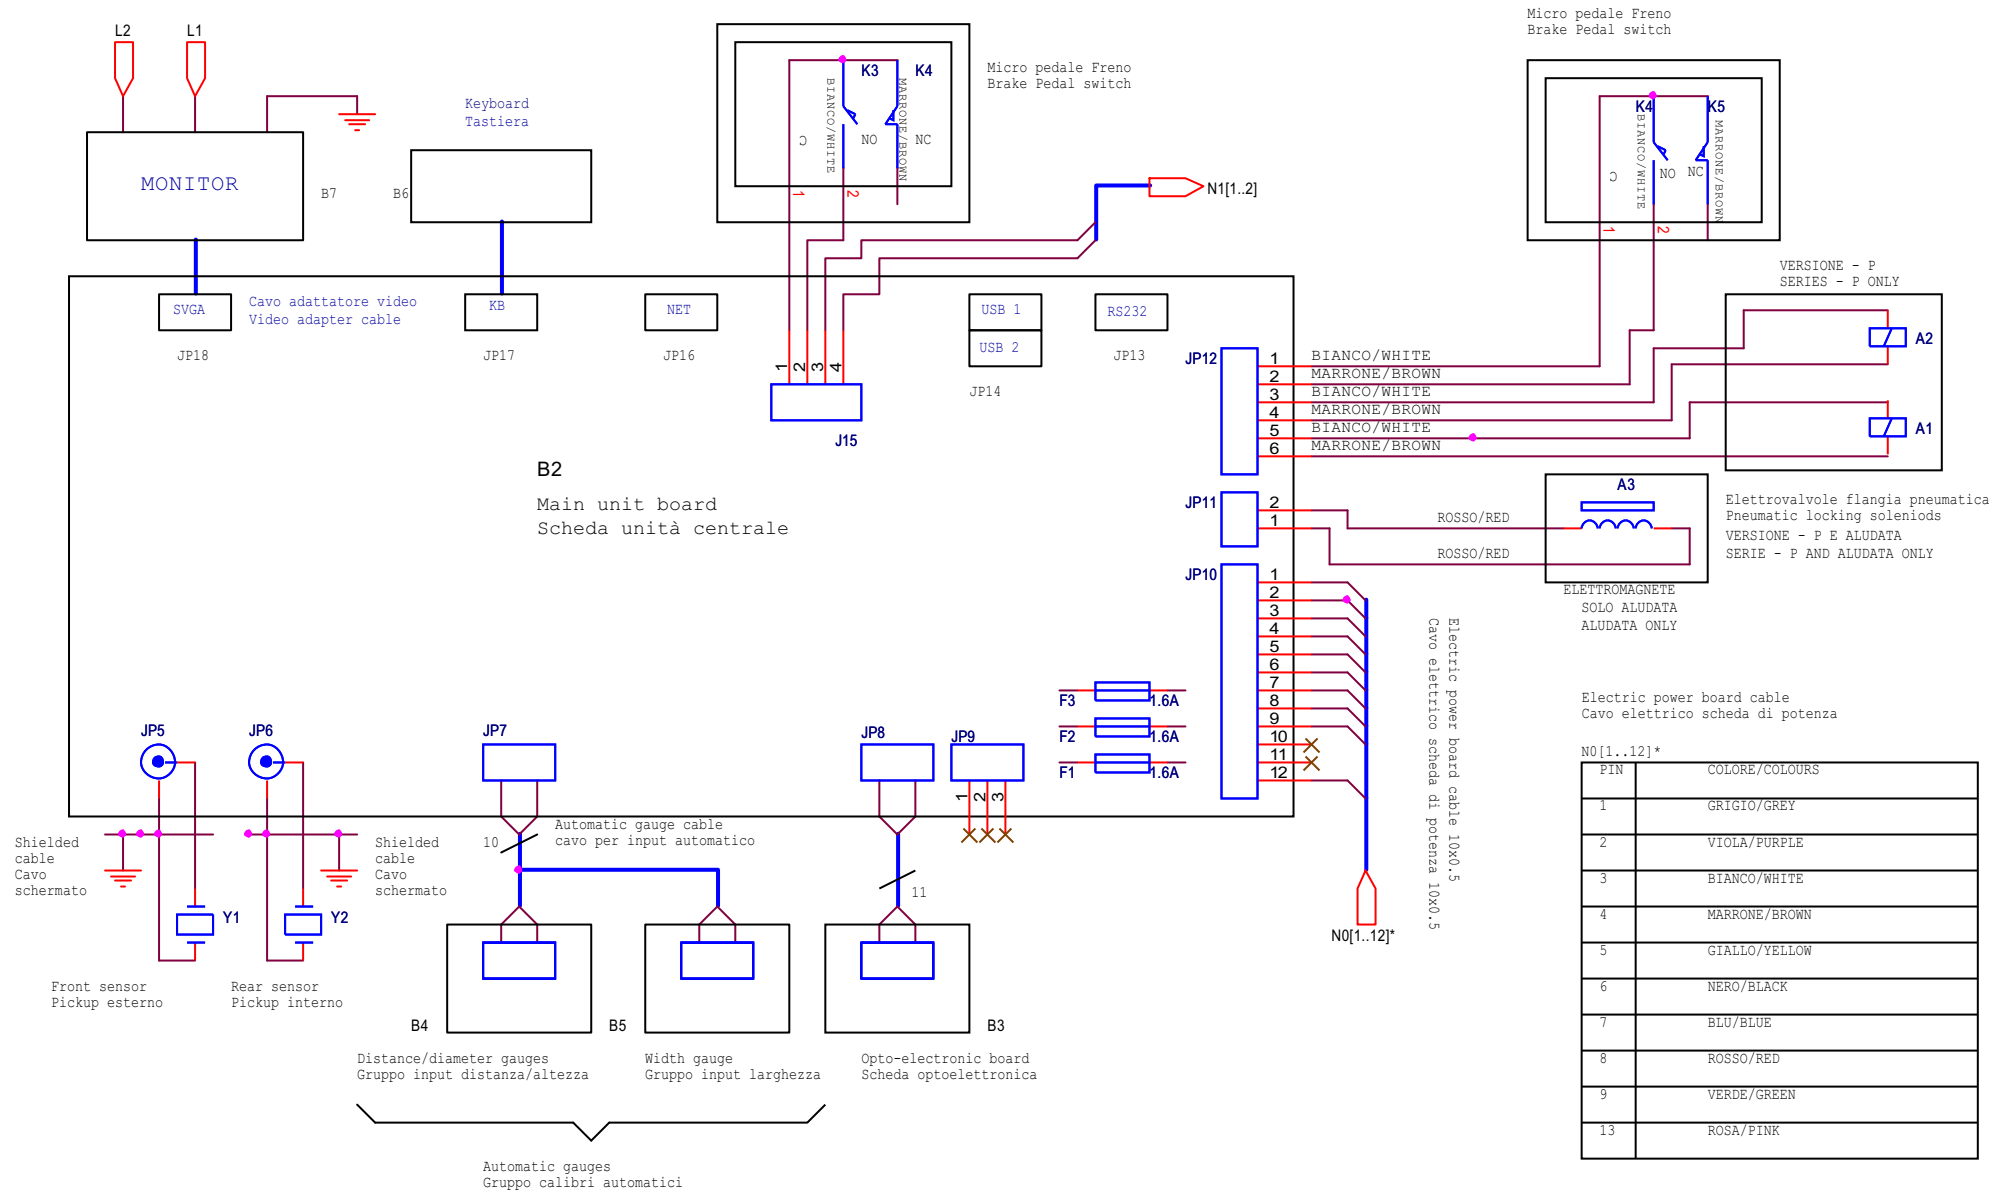 L2
L1
MONITOR
B7
Keyboard
Tastiera
B6
K3
K4
BIANCO/WHITE
MARRONE/BROWN
C
NO
NC
1
2
Micro pedale Freno
Brake Pedal switch
N1[1..2]
Micro pedale Freno
Brake Pedal switch
K4
K5
BIANCO/WHITE
MARRONE/BROWN
C
NO
NC
1
2
VERSIONE - P
SERIES - P ONLY
A2
A1
SVGA
JP18
Cavo adattatore video
Video adapter cable
KB
JP17
NET
JP16
1
2
3
4
J15
USB 1
USB 2
JP14
RS232
JP13
JP12
1 BIANCO/WHITE
2 MARRONE/BROWN
3 BIANCO/WHITE
4 MARRONE/BROWN
5 BIANCO/WHITE
6 MARRONE/BROWN
B2
Main unit board
Scheda unità centrale
JP11
2
1
ROSSO/RED
ROSSO/RED
A3
Elettrovalvole flangia pneumatica
Pneumatic locking soleniods
VERSIONE - P E ALUDATA
SERIE - P AND ALUDATA ONLY
ELETTROMAGNETE
SOLO ALUDATA
ALUDATA ONLY
JP10
1
2
3
4
5
6
7
8
9
10
11
12
Electric power board cable 10x0.5
Cavo elettrico scheda di potenza 10x0.5
N0[1..12]*
F3
1.6A
F2
1.6A
F1
1.6A
JP5
JP6
JP7
JP8
JP9
1
2
3
Shielded
cable
Cavo
schermato
Shielded
cable
Cavo
schermato
Y1
Y2
Front sensor
Pickup esterno
Rear sensor
Pickup interno
10
Automatic gauge cable
cavo per input automatico
11
B4
B5
B3
Distance/diameter gauges
Gruppo input distanza/altezza
Width gauge
Gruppo input larghezza
Opto-electronic board
Scheda optoelettronica
Automatic gauges
Gruppo calibri automatici
Electric power board cable
Cavo elettrico scheda di potenza
N0[1..12]*
PIN COLORE/COLOURS
1 GRIGIO/GREY
2 VIOLA/PURPLE
3 BIANCO/WHITE
4 MARRONE/BROWN
5 GIALLO/YELLOW
6 NERO/BLACK
7 BLU/BLUE
8 ROSSO/RED
9 VERDE/GREEN
13 ROSA/PINK